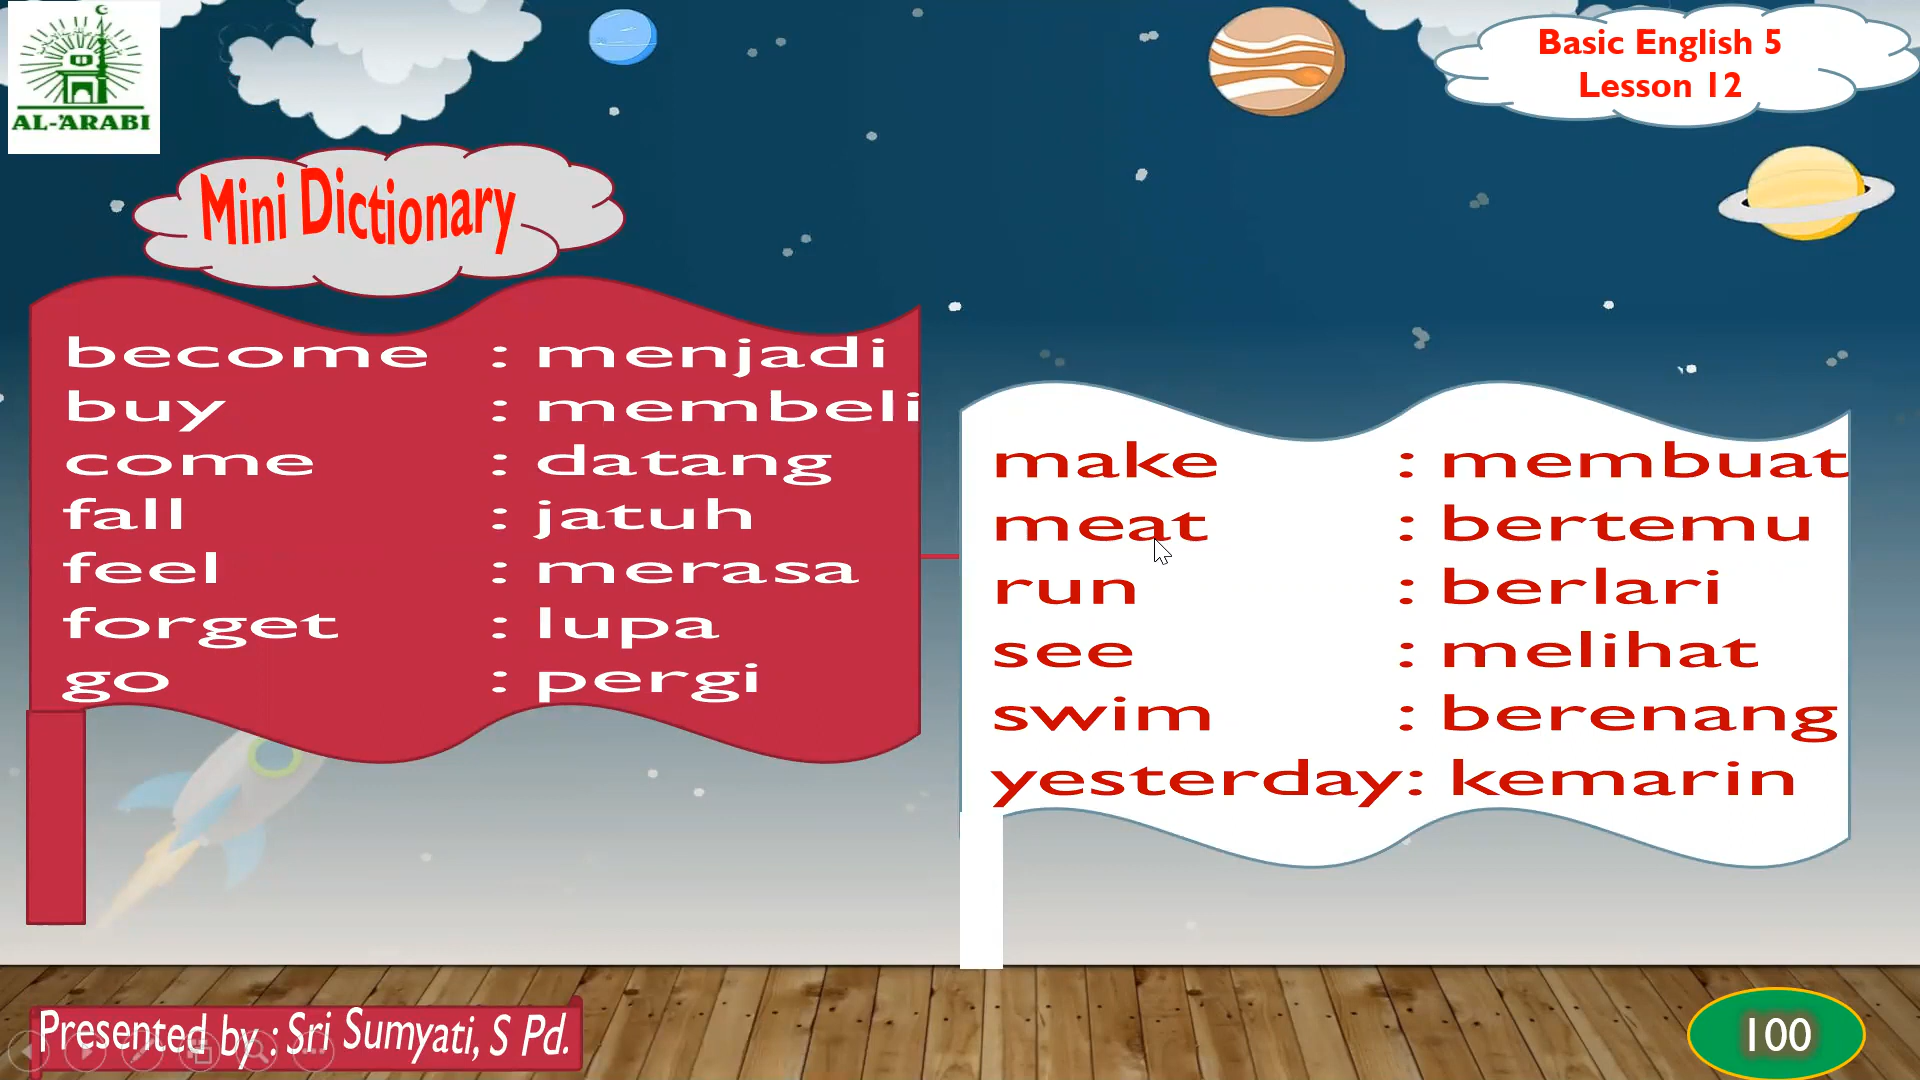 AL-'ARABI
Basic English 5
Lesson 12
Mini Dictionary
become : menjadi
buy : membeli
come : datang
fall : jatuh
feel : merasa
forget : lupa
go : pergi
make : membuat
meat : bertemu
run : berlari
see : melihat
swim : berenang
yesterday: kemarin
Presented by : Sri Sumyati, S Pd.
100